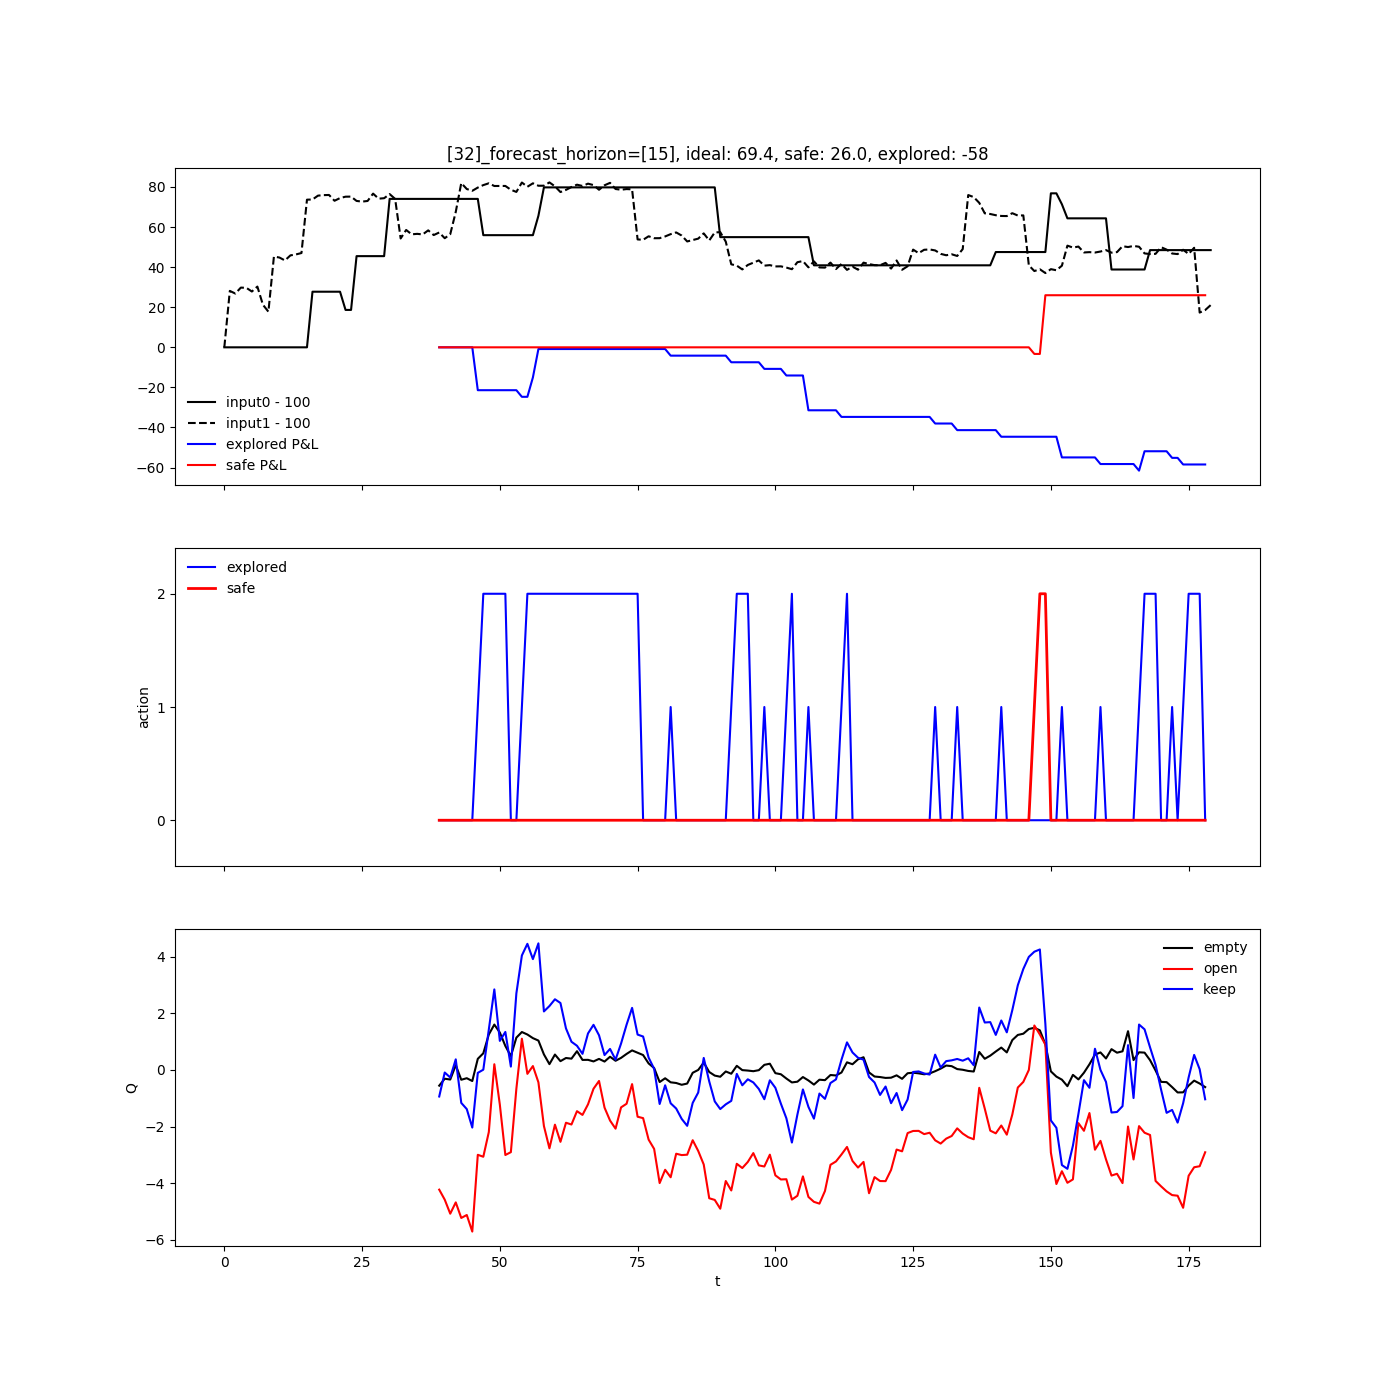 [32]_forecast_horizon=[15], ideal: 69.4, safe: 26.0, explored: -58
80
60
40
20
0
−20
−40
−60
input0 - 100
input1 - 100
explored P&L
safe P&L
explored
safe
2
1
0
action
empty
open
keep
4
2
0
−2
−4
−6
Q
0 25 50 75 100 125 150 175
t